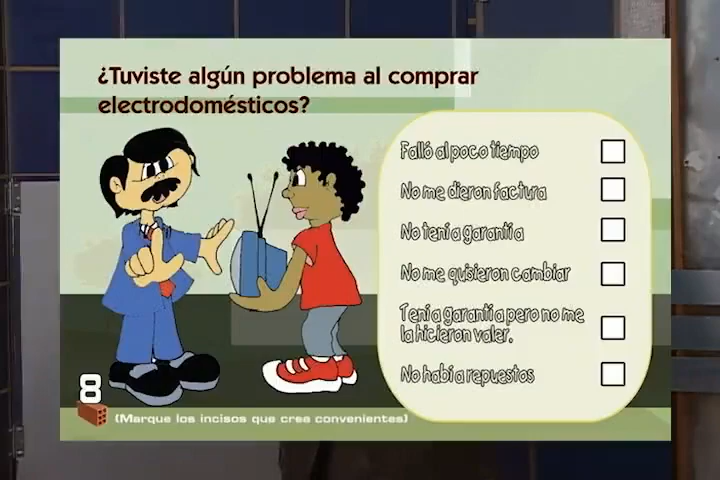 ¿Tuviste algún problema al comprar
electrodomésticos?
Falló al poco tiempo
No me dieron factura
No tenía garantía
No me quisieron cambiar
Tenía garantía pero no me
la hicieron valer.
No había repuestos
8
(Marque los incisos que crea convenientes)